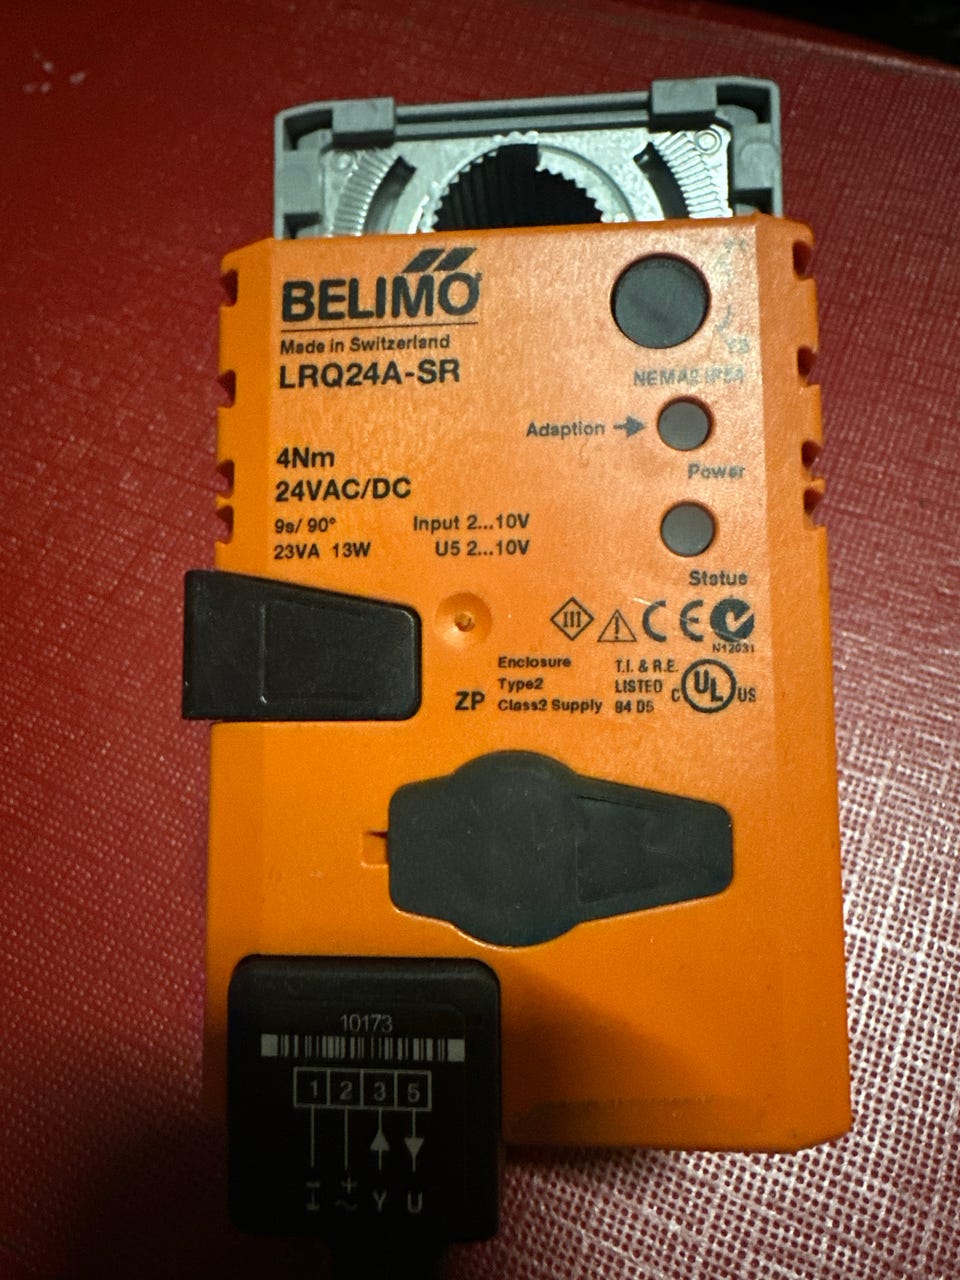 BELIMO
Made in Switzerland
LRQ24A-SR
NEMA2 IP54
Adaption
4Nm
Power
24VAC/DC
9s/ 90° Input 2...10V
23VA 13W U5 2...10V
Status
III
CE
N12031
Enclosure T.I. & R.E.
Type2 LISTED C UL US
ZP Class2 Supply 94 D5
10173
1 2 3 5
Y U